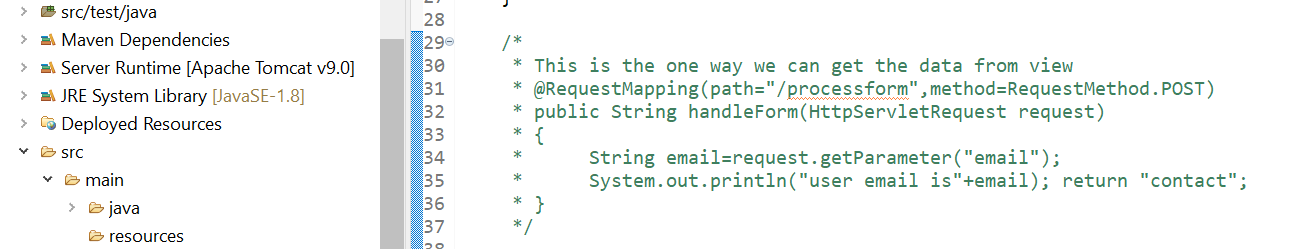 src/test/java
Maven Dependencies
Server Runtime [Apache Tomcat v9.0]
JRE System Library [JavaSE-1.8]
Deployed Resources
src
main
java
resources
28
29 /*
30 * This is the one way we can get the data from view
31 * @RequestMapping(path="/processform",method=RequestMethod.POST)
32 * public String handleForm(HttpServletRequest request)
33 * {
34 * String email=request.getParameter("email");
35 * System.out.println("user email is"+email); return "contact";
36 * }
37 */